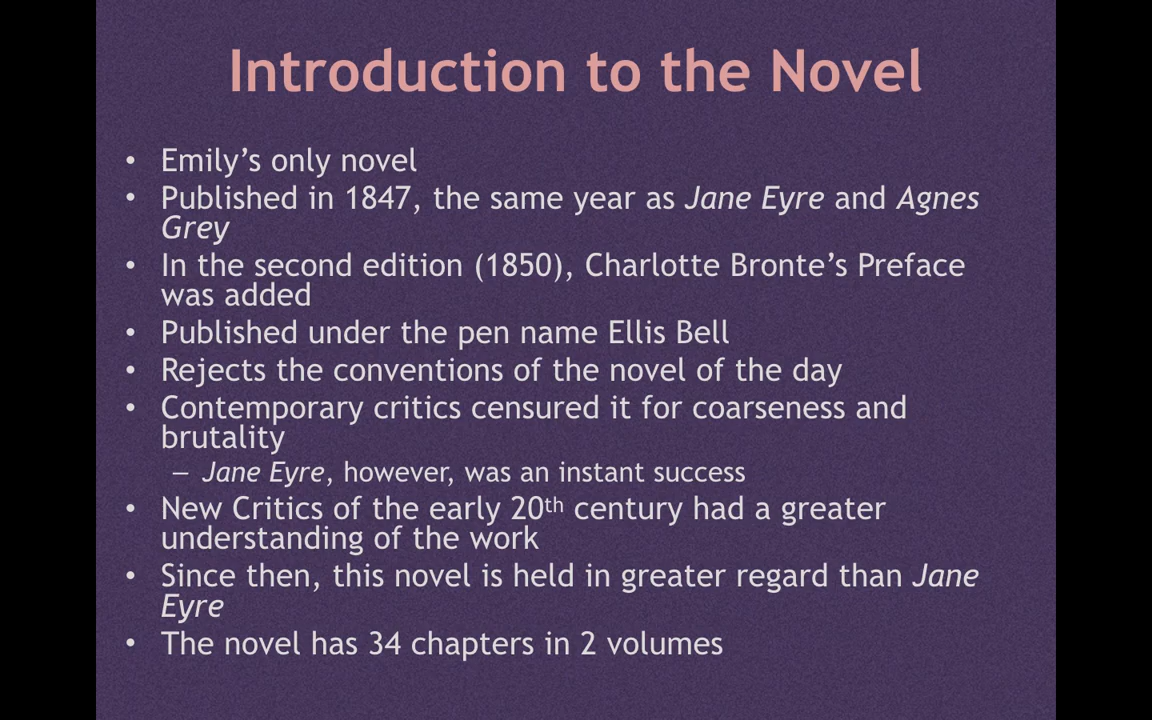 Introduction to the Novel
• Emily’s only novel
• Published in 1847, the same year as Jane Eyre and Agnes
Grey
• In the second edition (1850), Charlotte Bronte’s Preface
was added
• Published under the pen name Ellis Bell
• Rejects the conventions of the novel of the day
• Contemporary critics censured it for coarseness and
brutality
– Jane Eyre, however, was an instant success
• New Critics of the early 20th century had a greater
understanding of the work
• Since then, this novel is held in greater regard than Jane
Eyre
• The novel has 34 chapters in 2 volumes